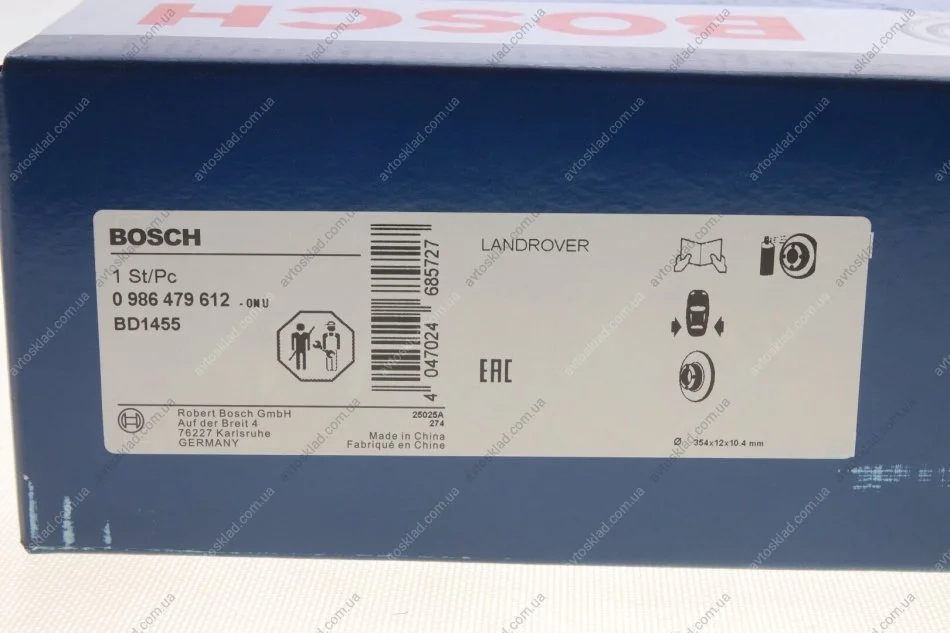 BOSCH
BOSCH
1 St/Pc
0 986 479 612 - 0NU
BD1455
4 047024 685727
LANDROVER
EAC
Robert Bosch GmbH
Auf der Breit 4
76227 Karlsruhe
GERMANY
25025A
274
Made in China
Fabriqué en Chine
Ø 354x12x10.4 mm
avtosklad.com.ua